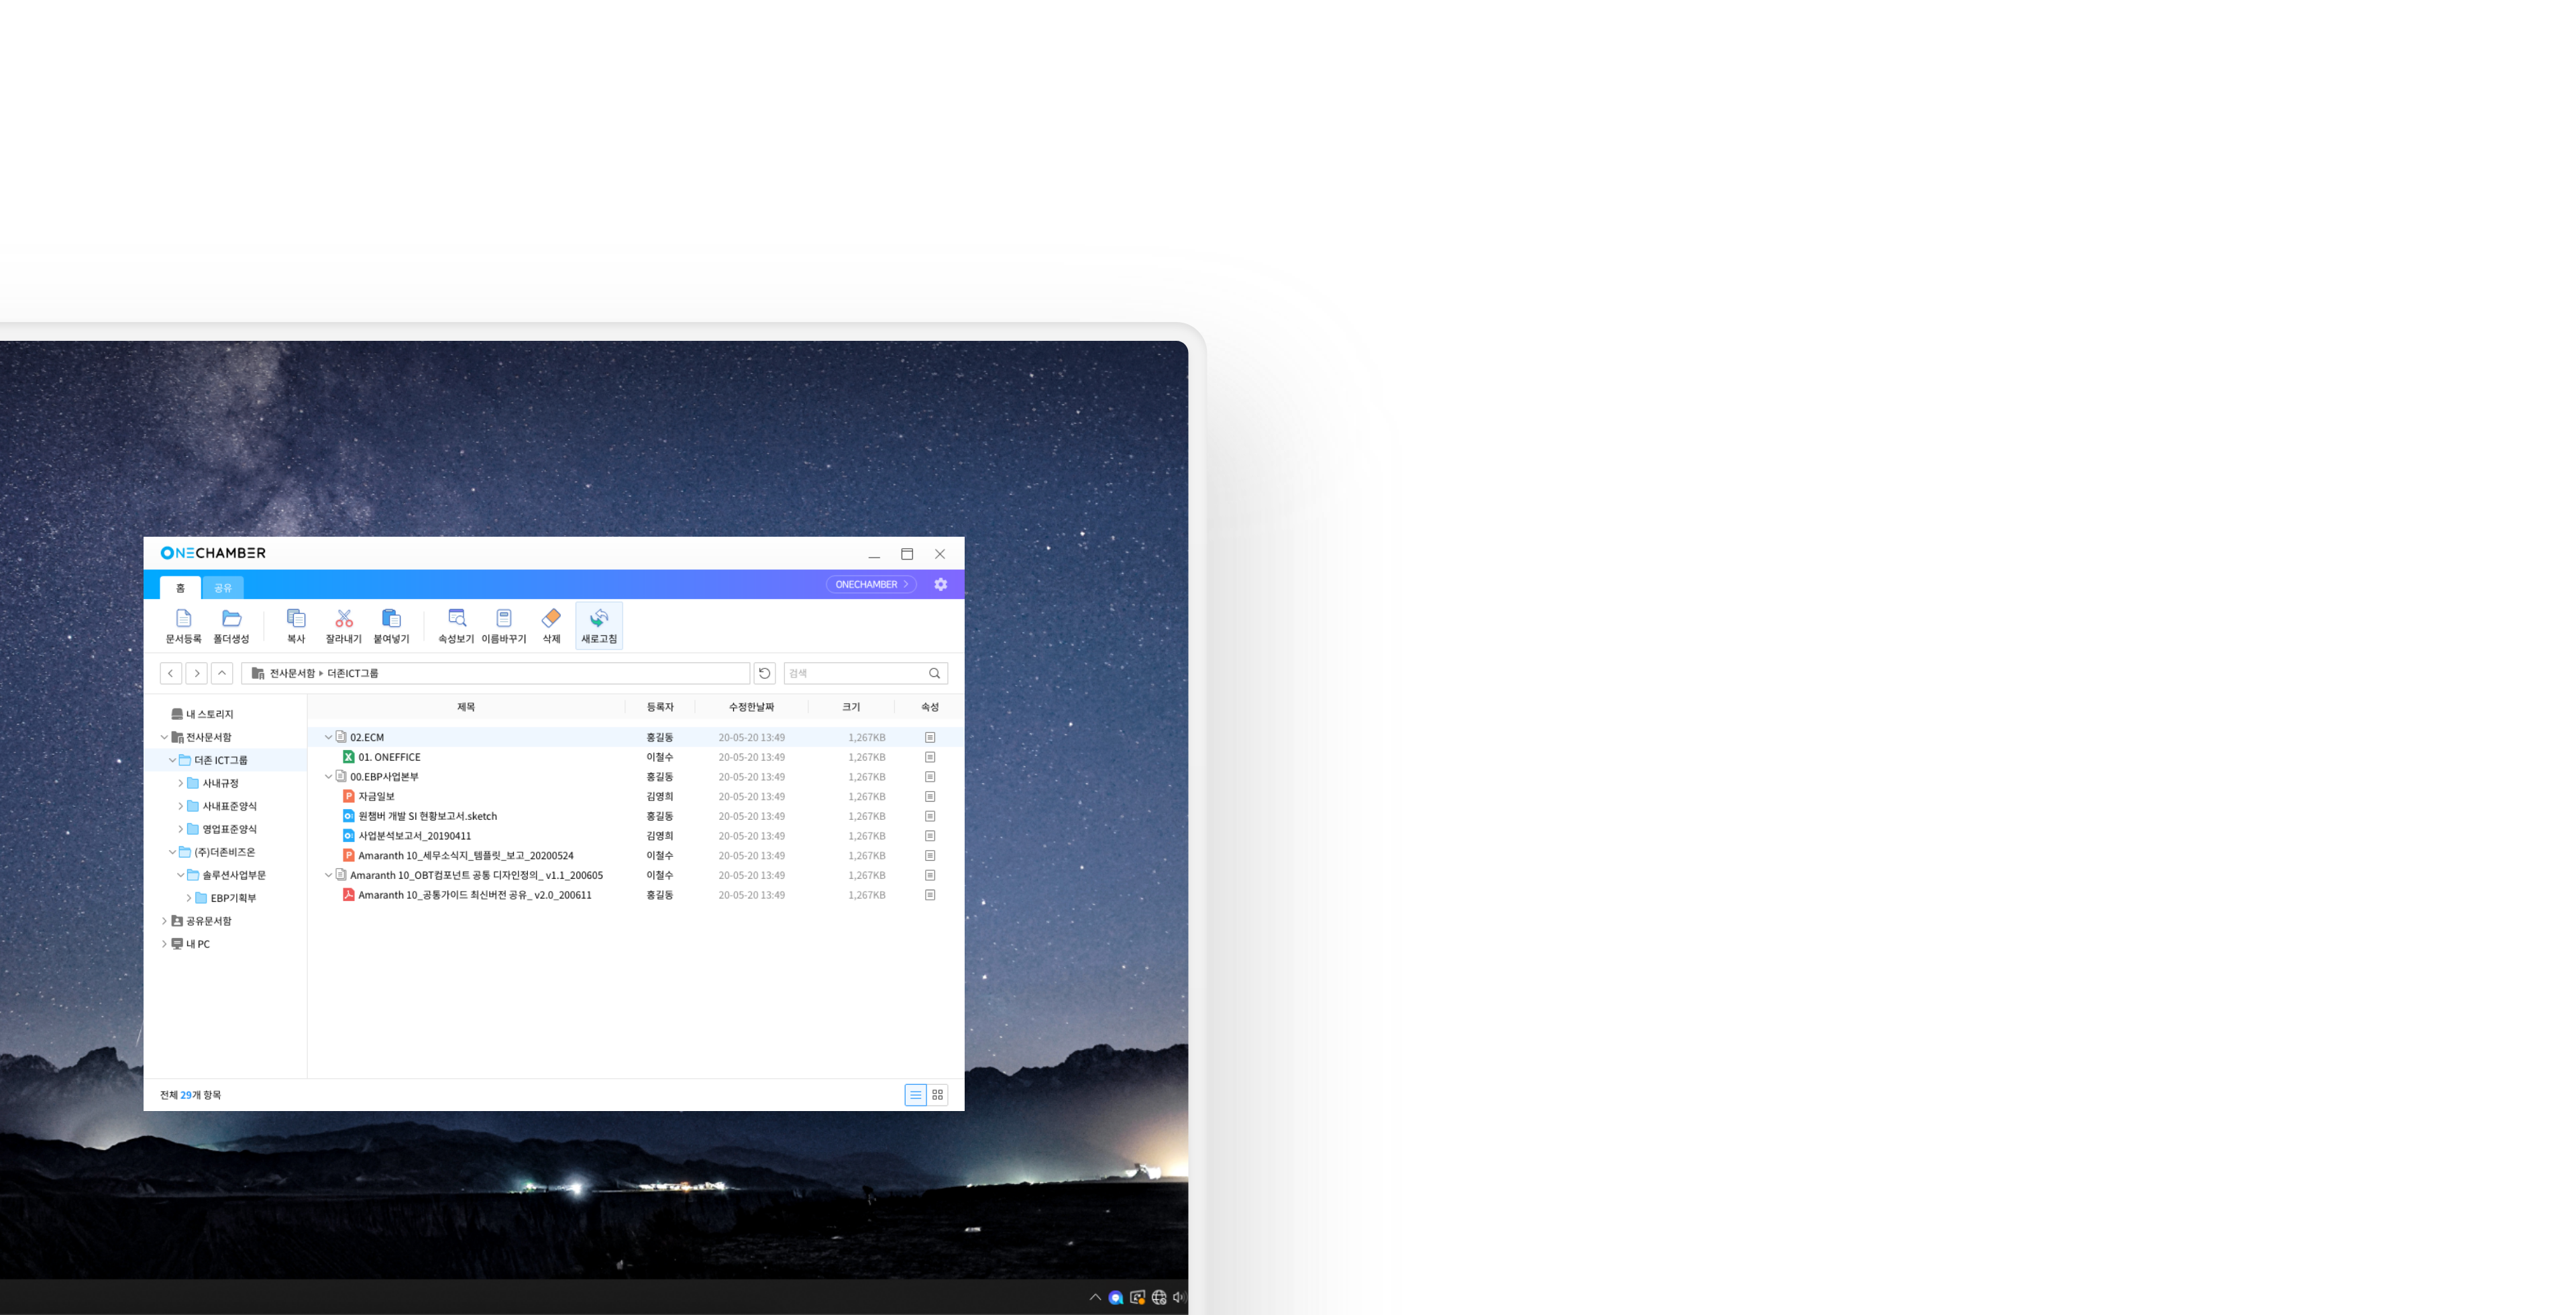 ONECHAMBER
홈 공유 ONECHAMBER
문서등록 폴더생성 복사 잘라내기 붙여넣기 속성보기 이름바꾸기 삭제 새로고침
전사문서함 더존ICT그룹 검색
내 스토리지
전사문서함
더존 ICT그룹
사내규정
사내표준양식
영업표준양식
(주)더존비즈온
솔루션사업부문
EBP기획부
공유문서함
내 PC
제목 등록자 수정한날짜 크기 속성
02.ECM 홍길동 20-05-20 13:49 1,267KB
01. ONEFFICE 이철수 20-05-20 13:49 1,267KB
00.EBP사업본부 홍길동 20-05-20 13:49 1,267KB
자금일보 김영희 20-05-20 13:49 1,267KB
원챔버 개발 SI 현황보고서.sketch 홍길동 20-05-20 13:49 1,267KB
사업분석보고서_20190411 김영희 20-05-20 13:49 1,267KB
Amaranth 10_세무소식지_템플릿_보고_20200524 이철수 20-05-20 13:49 1,267KB
Amaranth 10_OBT컴포넌트 공통 디자인정의_ v1.1_200605 이철수 20-05-20 13:49 1,267KB
Amaranth 10_공통가이드 최신버전 공유_ v2.0_200611 홍길동 20-05-20 13:49 1,267KB
전체 29개 항목